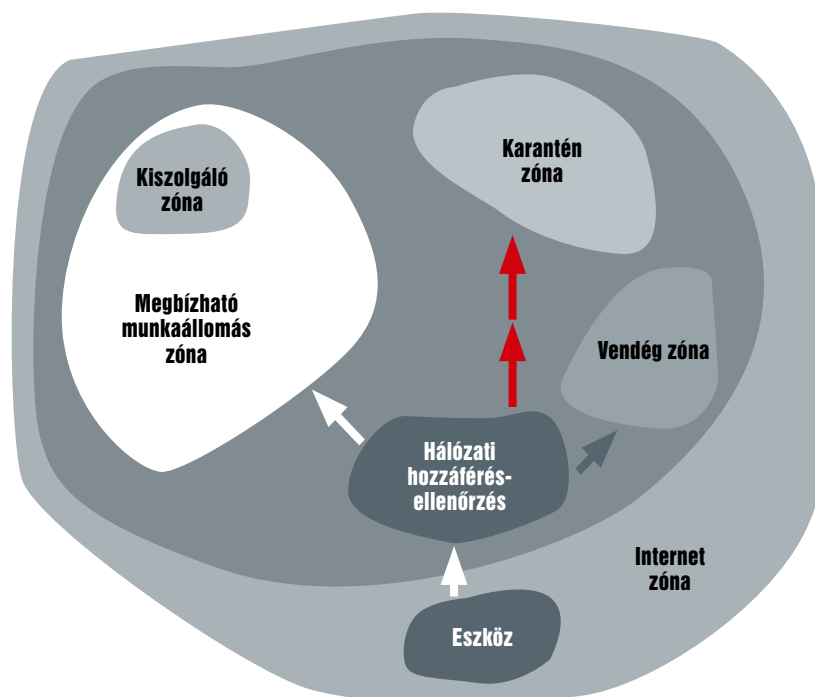 Kiszolgáló
zóna
Karantén
zóna
Megbízható
munkaállomás
zóna
Vendég zóna
Hálózati
hozzáférés-
ellenőrzés
Internet
zóna
Eszköz